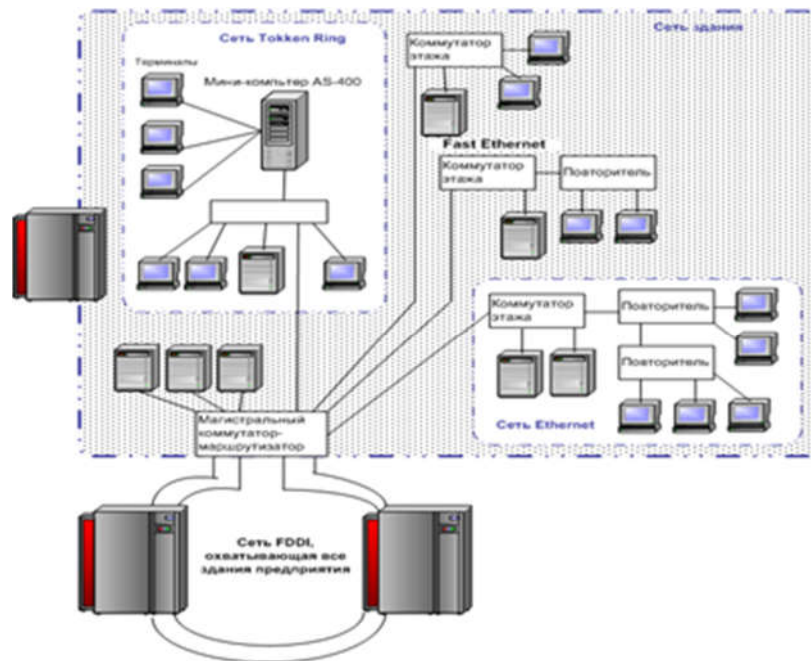 Сеть Tokken Ring
Сеть здания
Терминалы
Мини-компьтер AS-400
Коммутатор
этажа
Fast Ethernet
Коммутатор
этажа
Повторитель
Коммутатор
этажа
Повторитель
Повторитель
Сеть Ethernet
Магистральный
коммутатор-
маршрутизатор
Сеть FDDI,
охватывающая все
здания предприятия